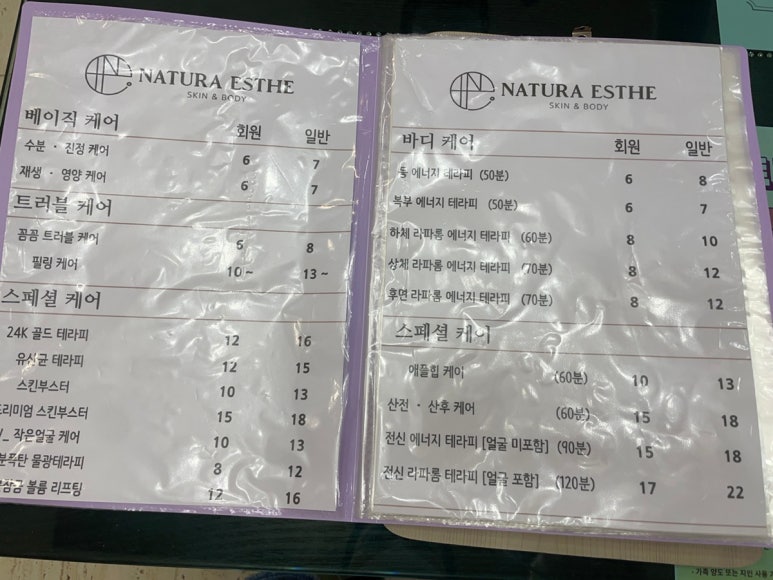 NATURA ESTHE
SKIN & BODY
베이직 케어 회원 일반
수분 · 진정 케어 6 7
재생 · 영양 케어 6 7
트러블 케어
꼼꼼 트러블 케어 6 8
필링 케어 10~ 13~
스페셜 케어
24K 골드 테라피 12 16
유산균 테라피 12 15
스킨부스터 10 13
프리미엄 스킨부스터 15 18
작은얼굴 케어 10 13
물광테라피 8 12
볼륨 리프팅 12 16
NATURA ESTHE
SKIN & BODY
바디 케어 회원 일반
에너지 테라피 (50분) 6 8
복부 에너지 테라피 (50분) 6 7
하체 라파롬 에너지 테라피 (60분) 8 10
상체 라파롬 에너지 테라피 (70분) 8 12
후면 라파롬 에너지 테라피 (70분) 8 12
스페셜 케어
애플힙 케어 (60분) 10 13
산전 · 산후 케어 (60분) 15 18
전신 에너지 테라피 [얼굴 미포함] (90분) 15 18
전신 라파롬 테라피 [얼굴 포함] (120분) 17 22